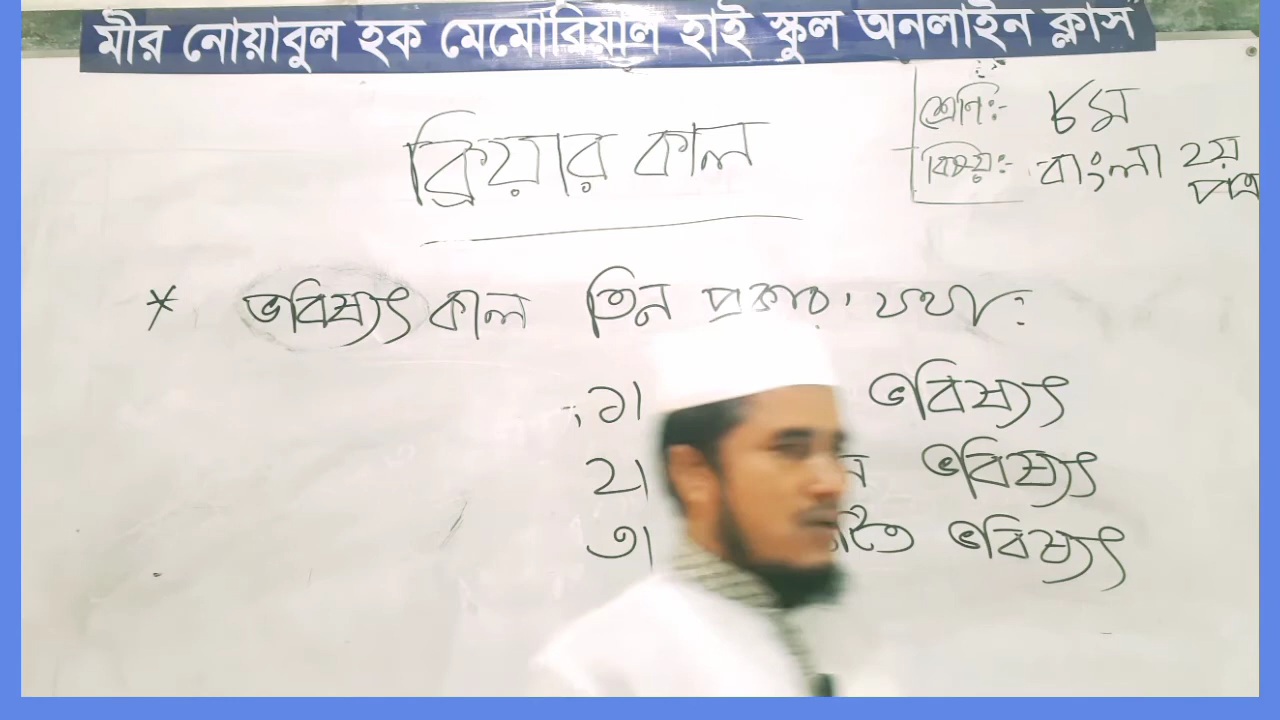 মীর নোয়াবুল হক মেমোরিয়াল হাই স্কুল অনলাইন ক্লাস
শ্রেণি:- ৮ম
বিষয়:- বাংলা ২য় পত্র
ক্রিয়ার কাল
* ভবিষ্যৎ কাল তিন প্রকার, যথা:
১। ভবিষ্যৎ
২। ভবিষ্যৎ
৩। ভবিষ্যৎ